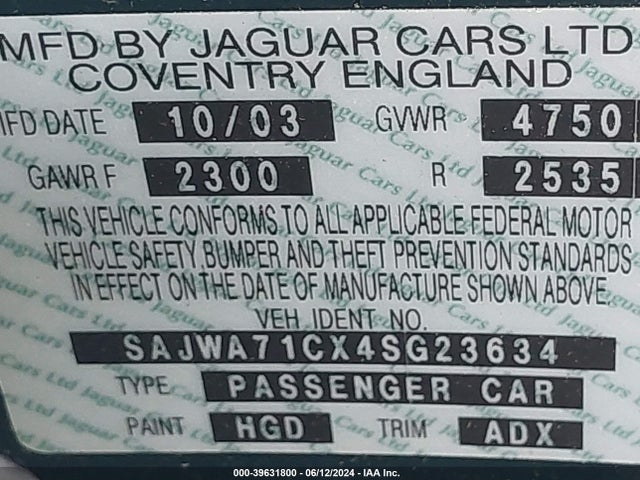 MFD BY JAGUAR CARS LTD
COVENTRY ENGLAND
MFD DATE 10/03 GVWR 4750
GAWR F 2300 R 2535
THIS VEHICLE CONFORMS TO ALL APPLICABLE FEDERAL MOTOR
VEHICLE SAFETY, BUMPER AND THEFT PREVENTION STANDARDS
IN EFFECT ON THE DATE OF MANUFACTURE SHOWN ABOVE.
VEH IDENT NO.
SAJWA71CX4SG23634
TYPE PASSENGER CAR
PAINT HGD TRIM ADX
000-39631800 - 06/12/2024 - IAA Inc.